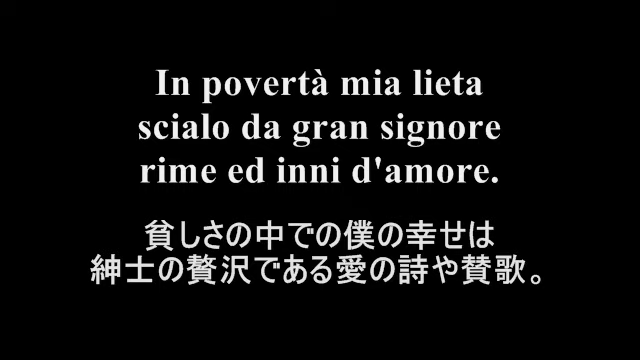 In povertà mia lieta
scialo da gran signore
rime ed inni d'amore.
貧しさの中での僕の幸せは
紳士の贅沢である愛の詩や賛歌。